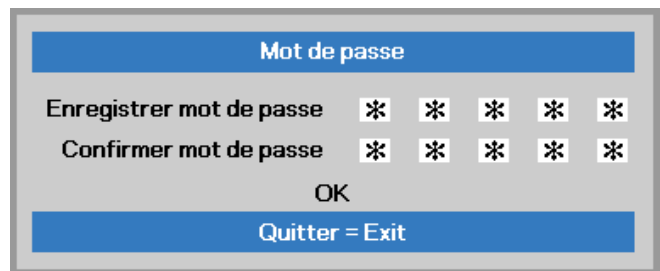 Mot de passe
Enregistrer mot de passe * * * * *
Confirmer mot de passe * * * * *
OK
Quitter = Exit